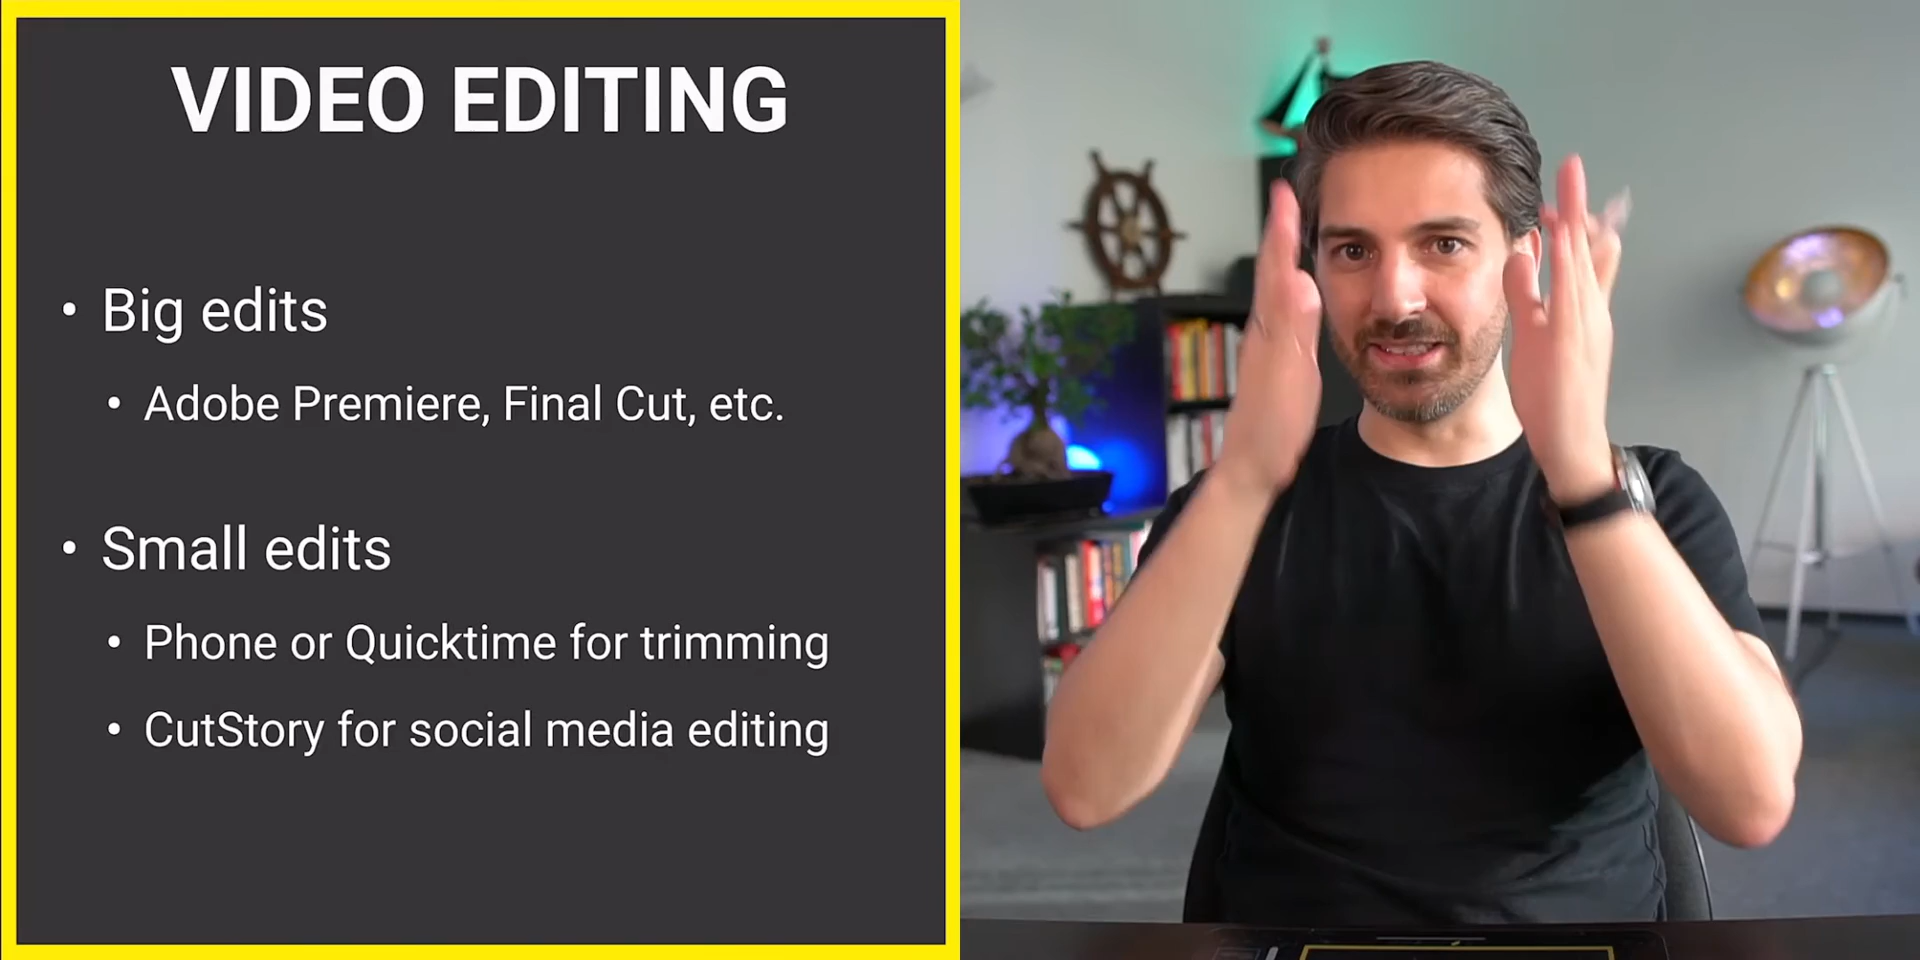 VIDEO EDITING
• Big edits
• Adobe Premiere, Final Cut, etc.
• Small edits
• Phone or Quicktime for trimming
• CutStory for social media editing